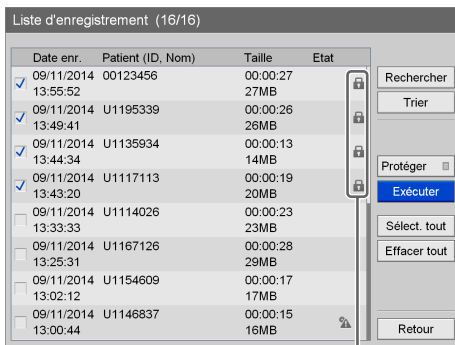 Liste d'enregistrement (16/16)
Date enr. Patient (ID, Nom) Taille Etat
09/11/2014 00123456 00:00:27
13:55:52 27MB
09/11/2014 U1195339 00:00:26
13:49:41 26MB
09/11/2014 U1135934 00:00:13
13:44:34 14MB
09/11/2014 U1117113 00:00:19
13:43:20 20MB
09/11/2014 U1114026 00:00:23
13:33:33 23MB
09/11/2014 U1167126 00:00:28
13:25:31 29MB
09/11/2014 U1154609 00:00:17
13:02:12 17MB
09/11/2014 U1146837 00:00:15
13:00:44 16MB
Rechercher
Trier
Protéger
Exécuter
Sélect. tout
Effacer tout
Retour